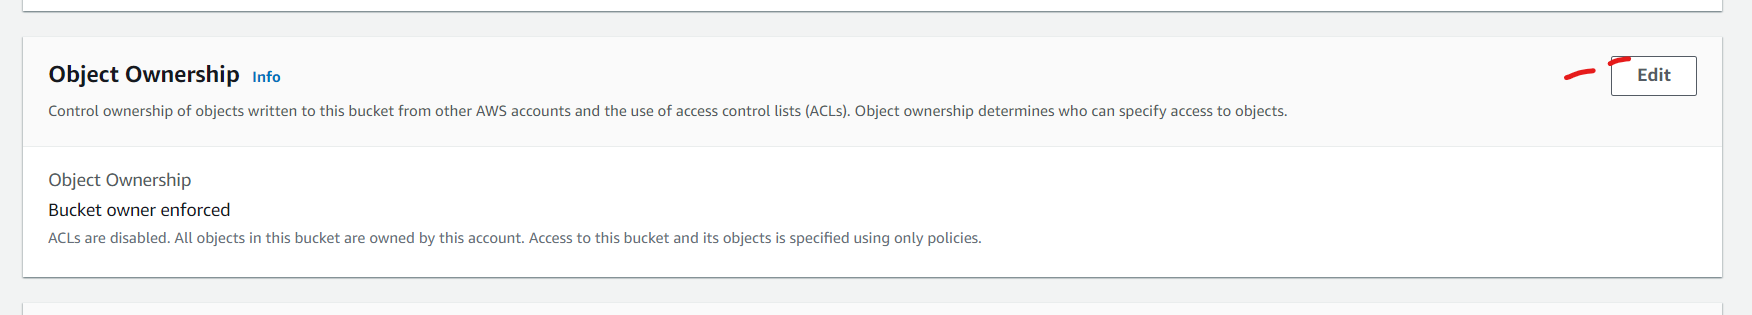 Object Ownership Info
Edit
Control ownership of objects written to this bucket from other AWS accounts and the use of access control lists (ACLs). Object ownership determines who can specify access to objects.
Object Ownership
Bucket owner enforced
ACLs are disabled. All objects in this bucket are owned by this account. Access to this bucket and its objects is specified using only policies.